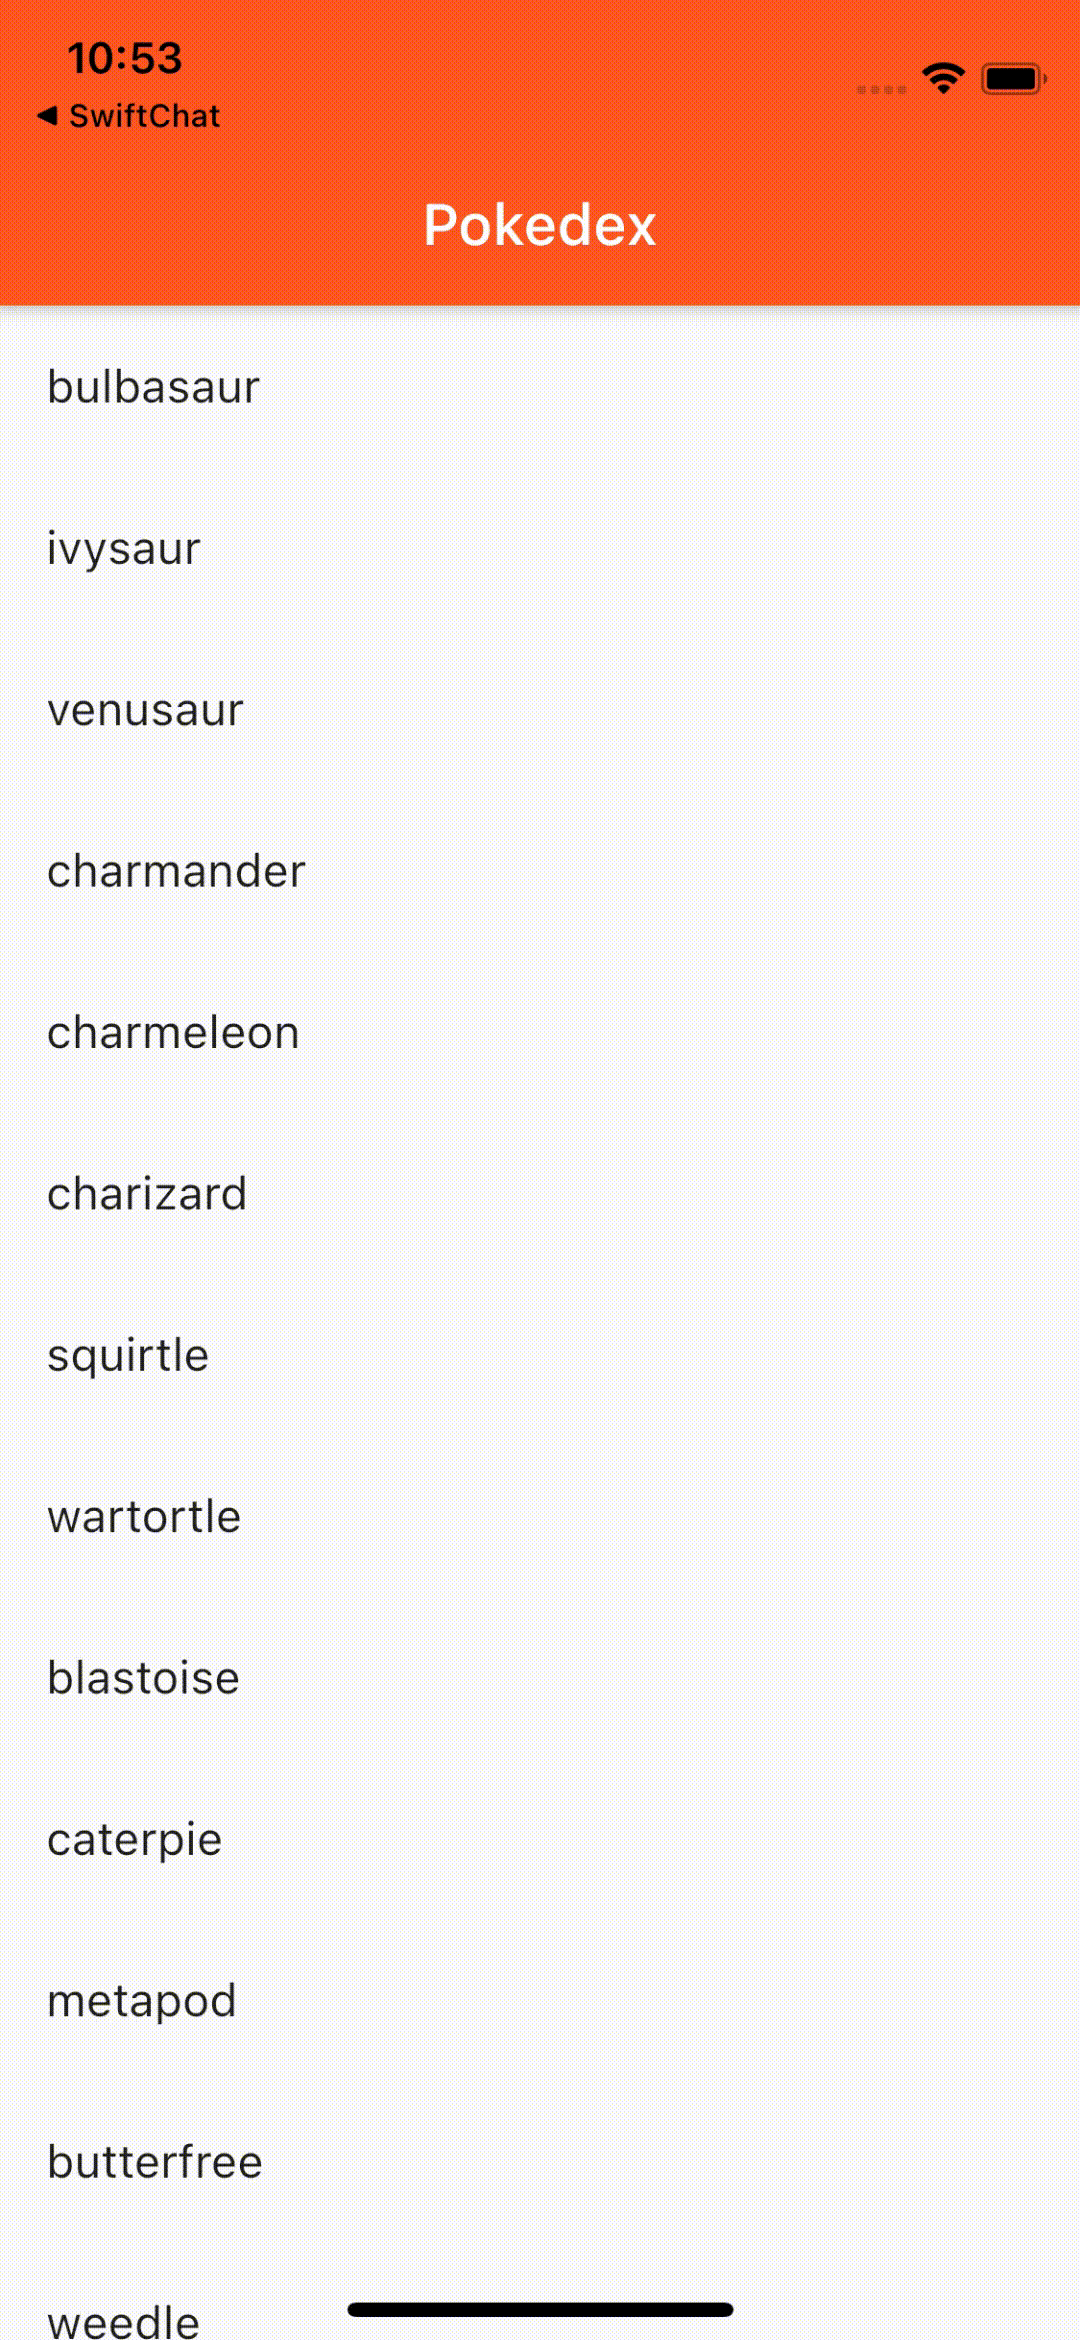 10:53
◀ SwiftChat
Pokedex
bulbasaur
ivysaur
venusaur
charmander
charmeleon
charizard
squirtle
wartortle
blastoise
caterpie
metapod
butterfree
weedle